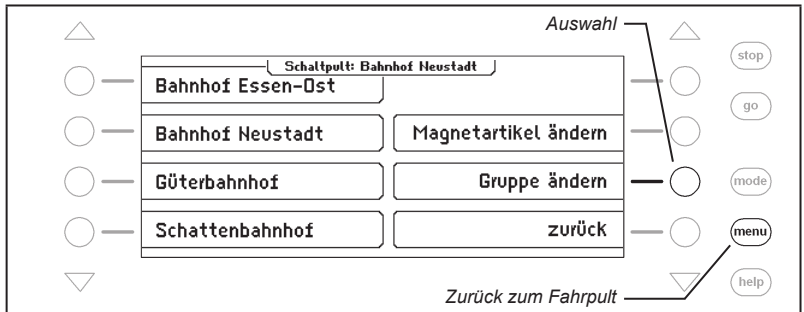 Auswahl
stop
Schaltpult: Bahnhof Neustadt
Bahnhof Essen-Ost
go
Bahnhof Neustadt
Magnetartikel ändern
Güterbahnhof
Gruppe ändern
mode
Schattenbahnhof
zurück
menu
help
Zurück zum Fahrpult